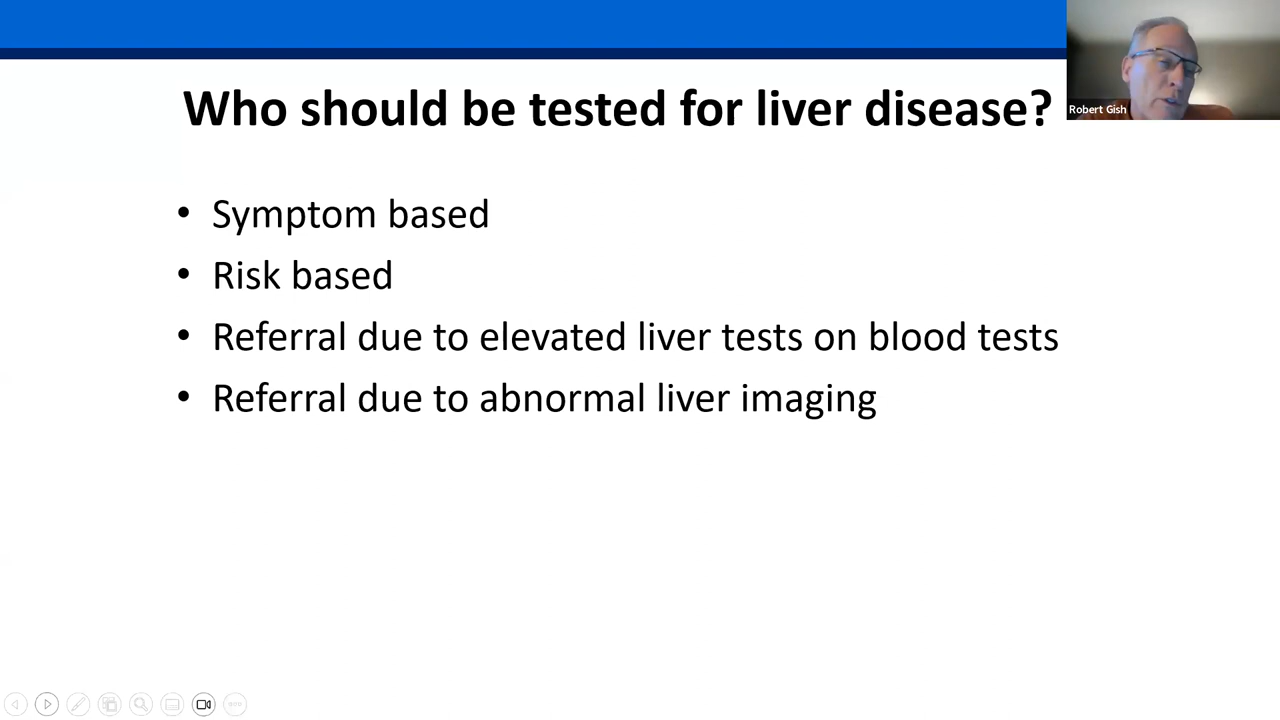 Who should be tested for liver disease?
Robert Gish
• Symptom based
• Risk based
• Referral due to elevated liver tests on blood tests
• Referral due to abnormal liver imaging